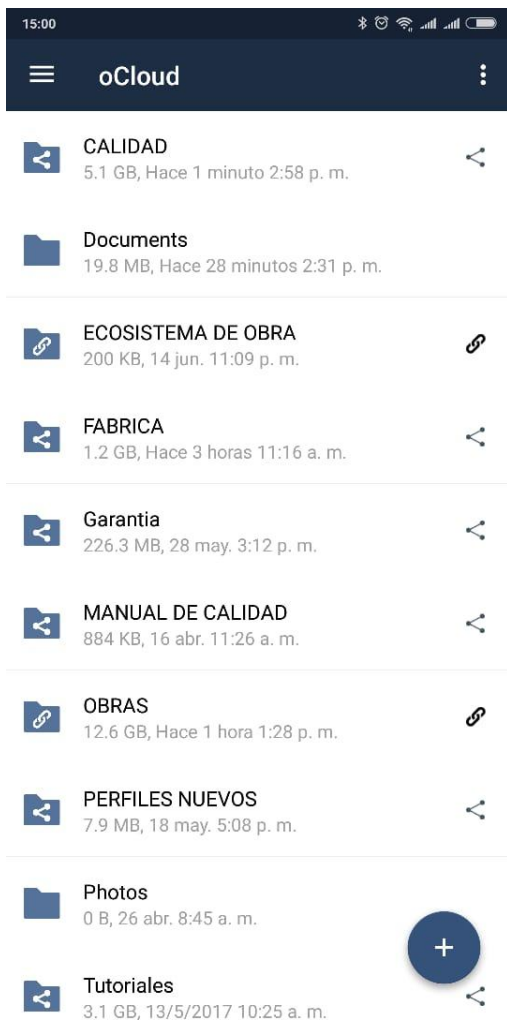 15:00
oCloud
CALIDAD
5.1 GB, Hace 1 minuto 2:58 p. m.
Documents
19.8 MB, Hace 28 minutos 2:31 p. m.
ECOSISTEMA DE OBRA
200 KB, 14 jun. 11:09 p. m.
FABRICA
1.2 GB, Hace 3 horas 11:16 a. m.
Garantia
226.3 MB, 28 may. 3:12 p. m.
MANUAL DE CALIDAD
884 KB, 16 abr. 11:26 a. m.
OBRAS
12.6 GB, Hace 1 hora 1:28 p. m.
PERFILES NUEVOS
7.9 MB, 18 may. 5:08 p. m.
Photos
0 B, 26 abr. 8:45 a. m.
Tutoriales
3.1 GB, 13/5/2017 10:25 a. m.